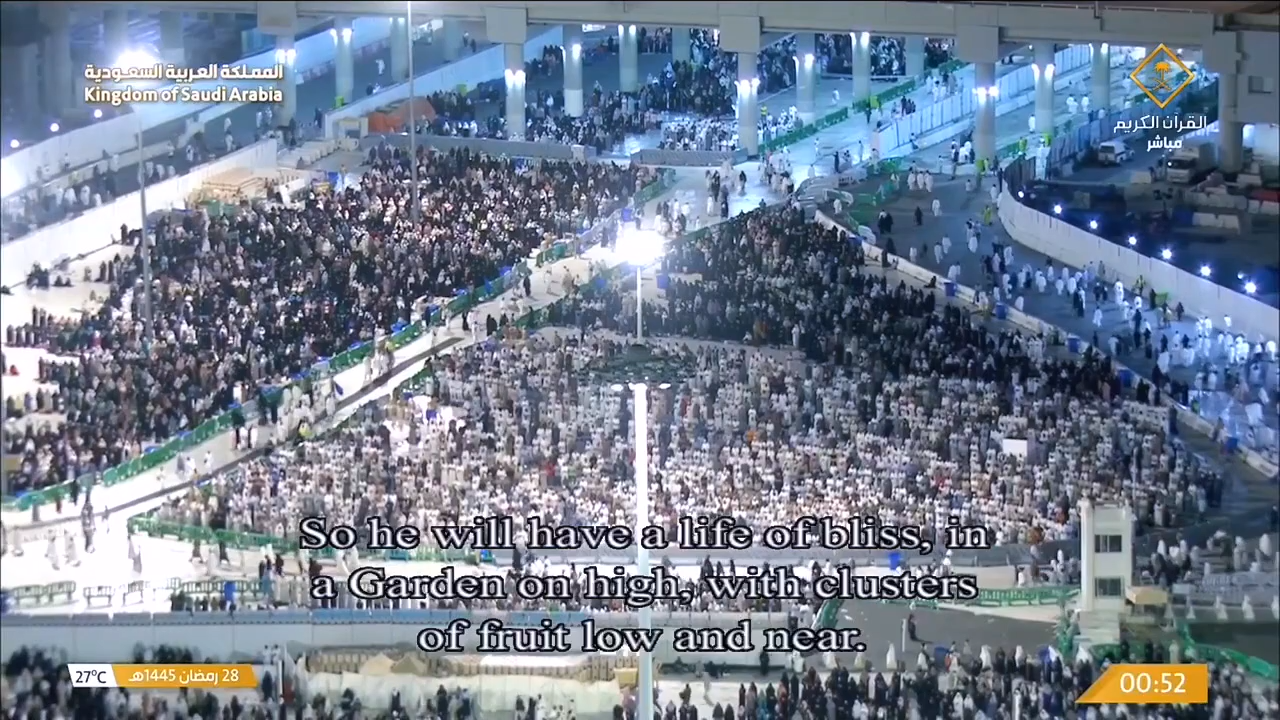 المملكة العربية السعودية
Kingdom of Saudi Arabia
القرآن الكريم
مباشر
So he will have a life of bliss, in
a Garden on high, with clusters
of fruit low and near.
27°C
28 رمضان 1445هـ
00:52